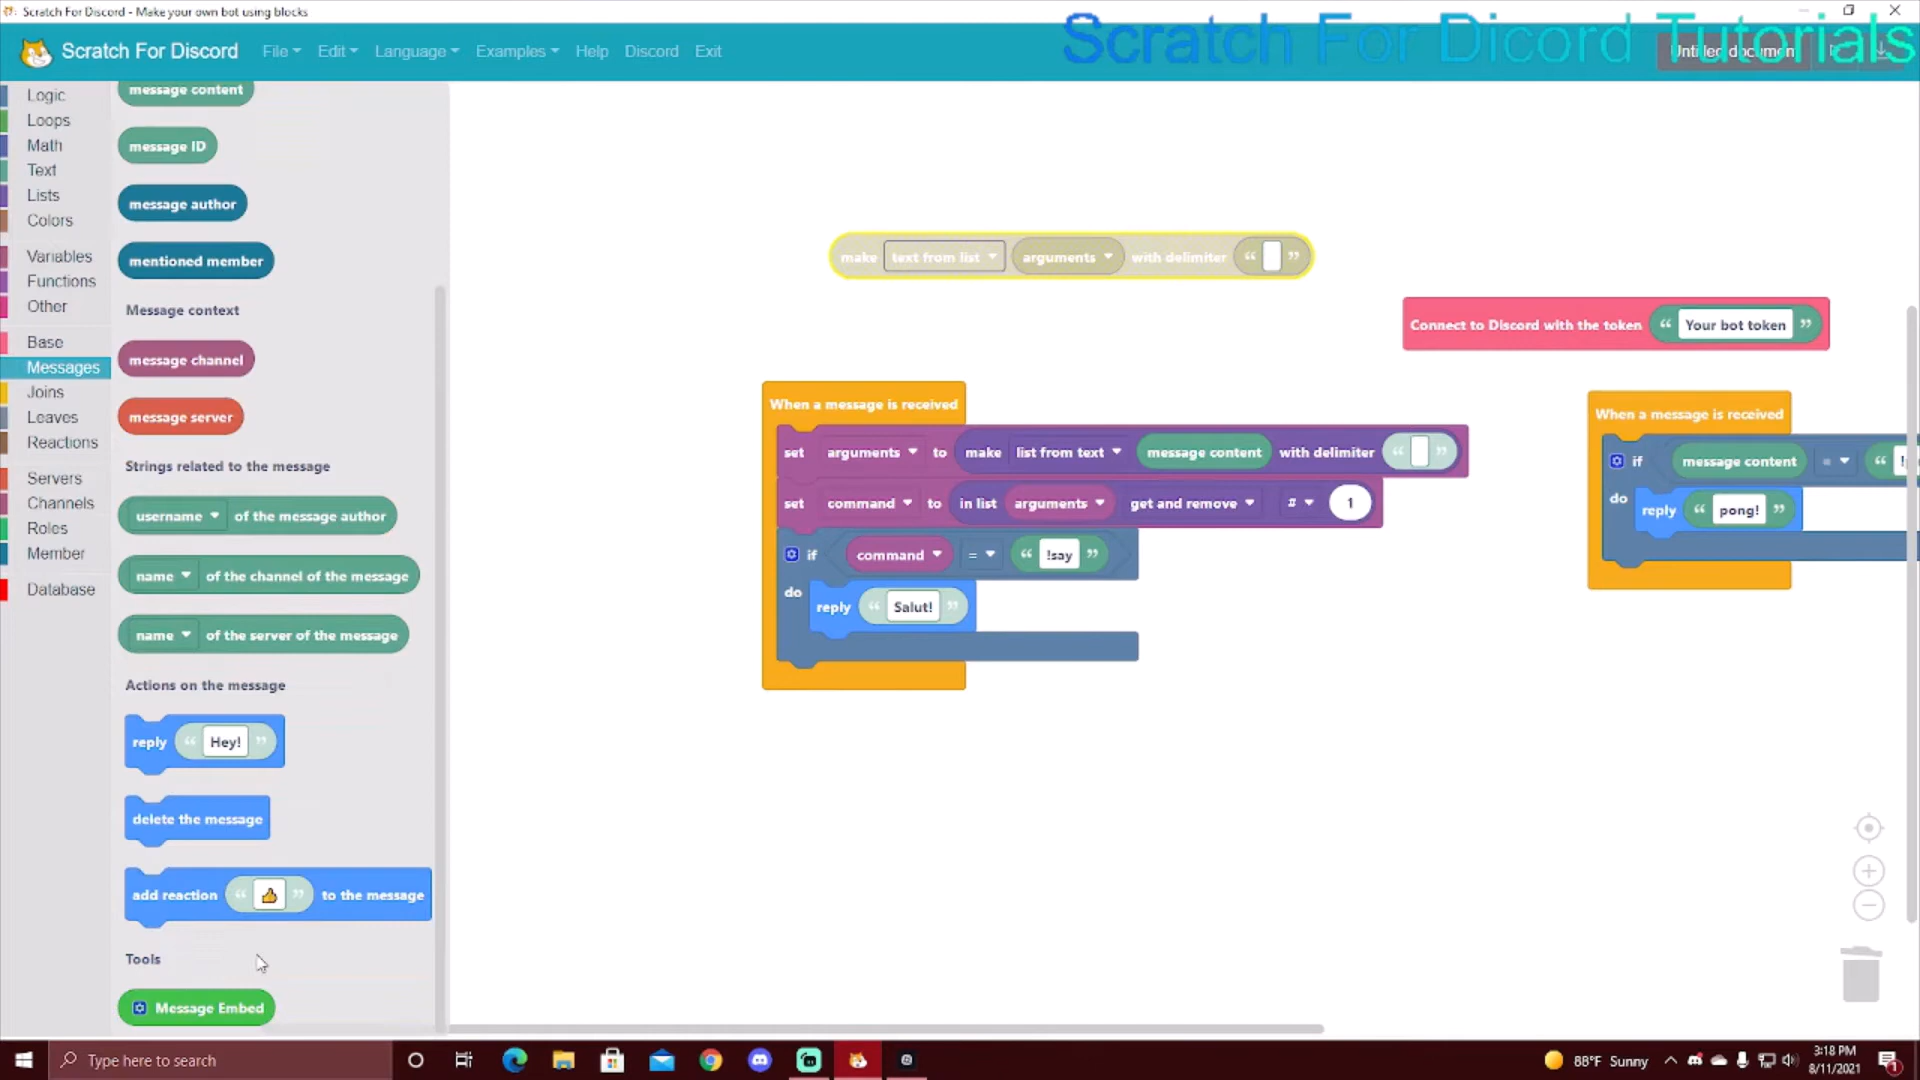 Scratch For Discord - Make your own bot using blocks
Scratch For Discord
File
Edit
Language
Examples
Help
Discord
Exit
Scratch For Dicord Tutorials
Untitled document
Logic
Loops
Math
Text
Lists
Colors
Variables
Functions
Other
Base
Messages
Joins
Leaves
Reactions
Servers
Channels
Roles
Member
Database
message content
message ID
message author
mentioned member
Message context
message channel
message server
Strings related to the message
username of the message author
name of the channel of the message
name of the server of the message
Actions on the message
reply “ Hey! ”
delete the message
add reaction “ 👍 ” to the message
Tools
Message Embed
make text from list arguments with delimiter “ ”
Connect to Discord with the token “ Your bot token ”
When a message is received
set arguments to make list from text message content with delimiter “ ”
set command to in list arguments get and remove # 1
if command = “ !say ”
do reply “ Salut! ”
When a message is received
if message content = “
do reply “ pong! ”
Type here to search
88°F Sunny
3:18 PM
8/11/2021
1